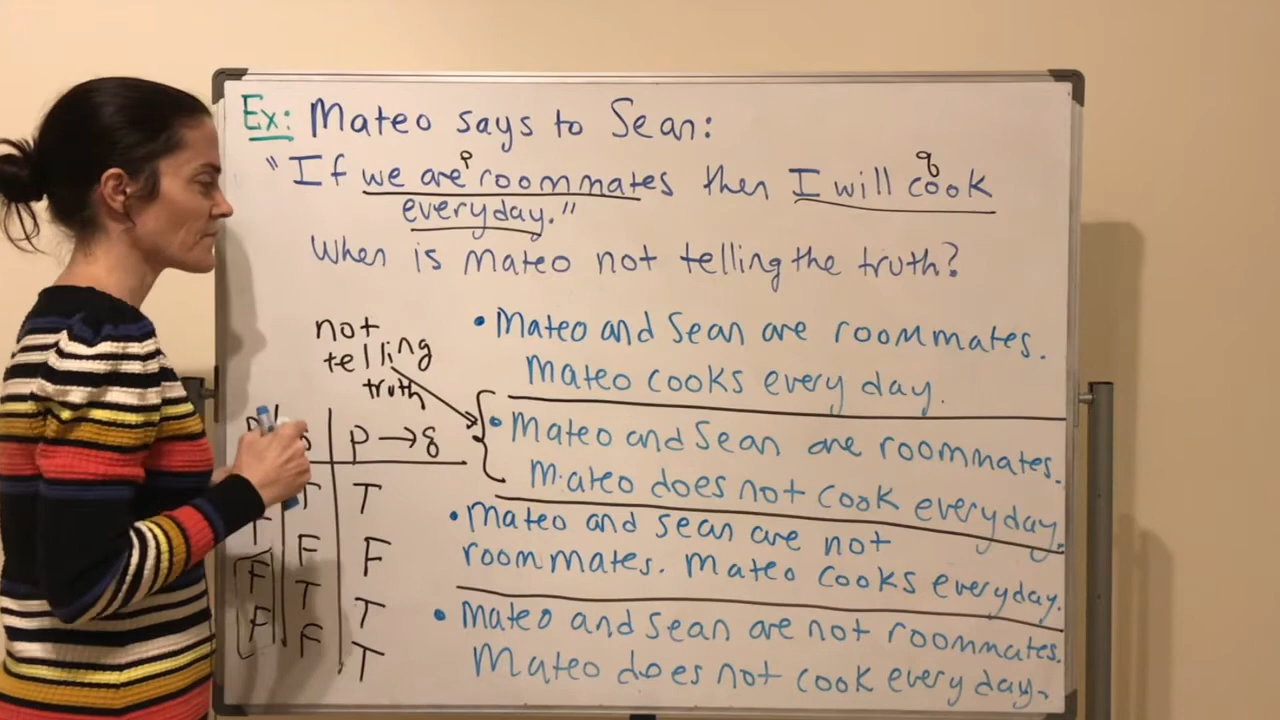 Ex: Mateo says to Sean:
p q
"If we are roommates then I will cook
everyday."
When is Mateo not telling the truth?
not
telling
truth
• Mateo and Sean are roommates.
Mateo cooks every day.
• Mateo and Sean are roommates.
Mateo does not cook everyday.
• Mateo and Sean are not
roommates. Mateo cooks everyday.
• Mateo and Sean are not roommates.
Mateo does not cook every day.
p → q
T T
F F
F T T
F F T